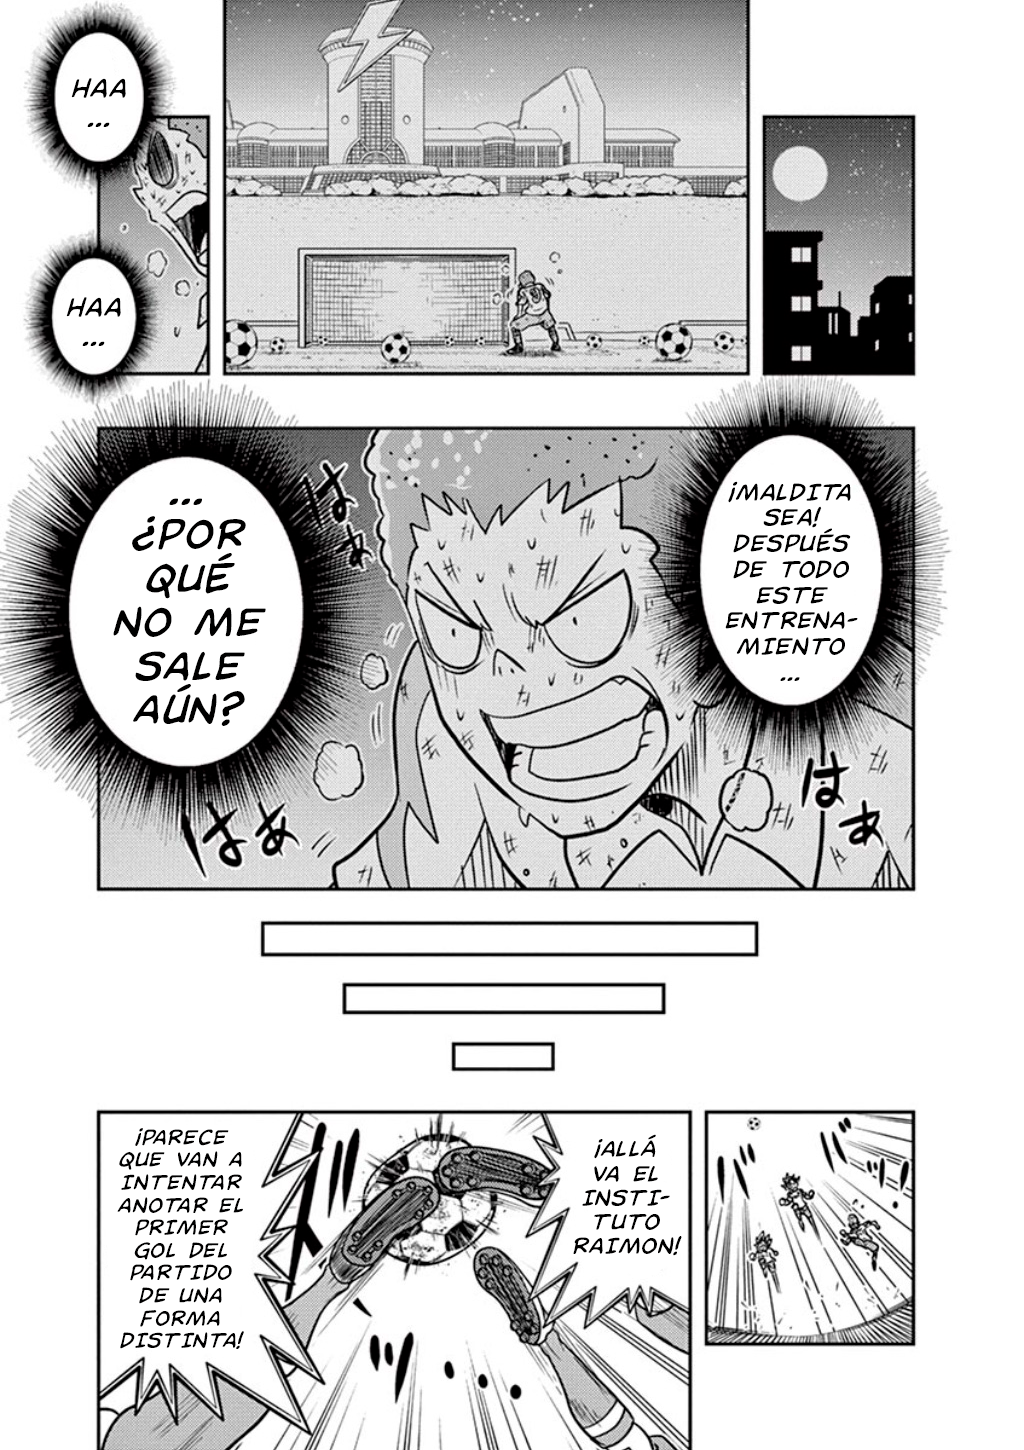 HAA
...
HAA
...
¡MALDITA
SEA!
DESPUÉS
DE TODO
ESTE
ENTRENA-
MIENTO
...
...
¿POR
QUÉ
NO ME
SALE
AÚN?
はぁ
はぁ
はぁ
¡ALLÁ
VA EL
INSTI-
TUTO
RAIMON!
¡PARECE
QUE VAN A
INTENTAR
ANOTAR EL
PRIMER
GOL DEL
PARTIDO
DE UNA
FORMA
DISTINTA!